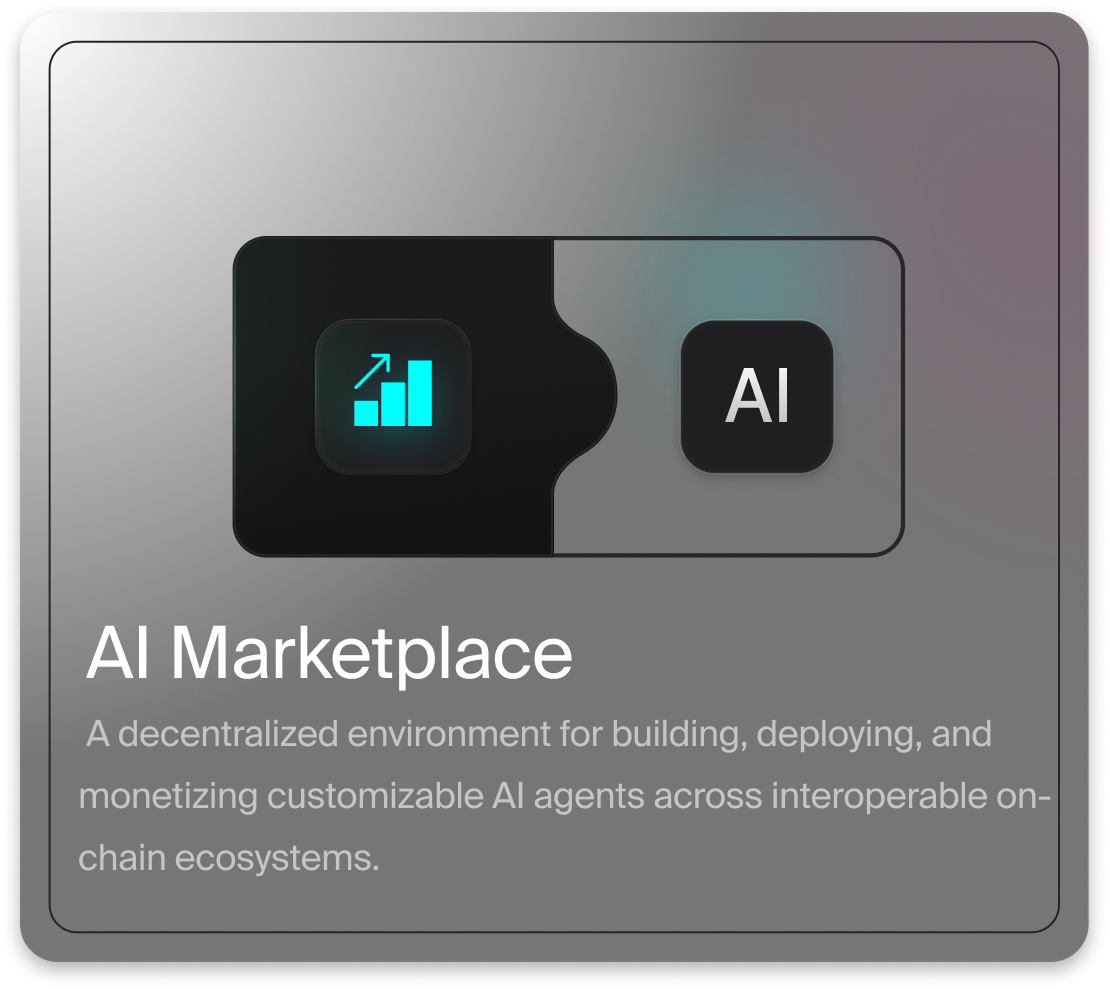 AI
AI Marketplace
A decentralized environment for building, deploying, and
monetizing customizable AI agents across interoperable on-
chain ecosystems.